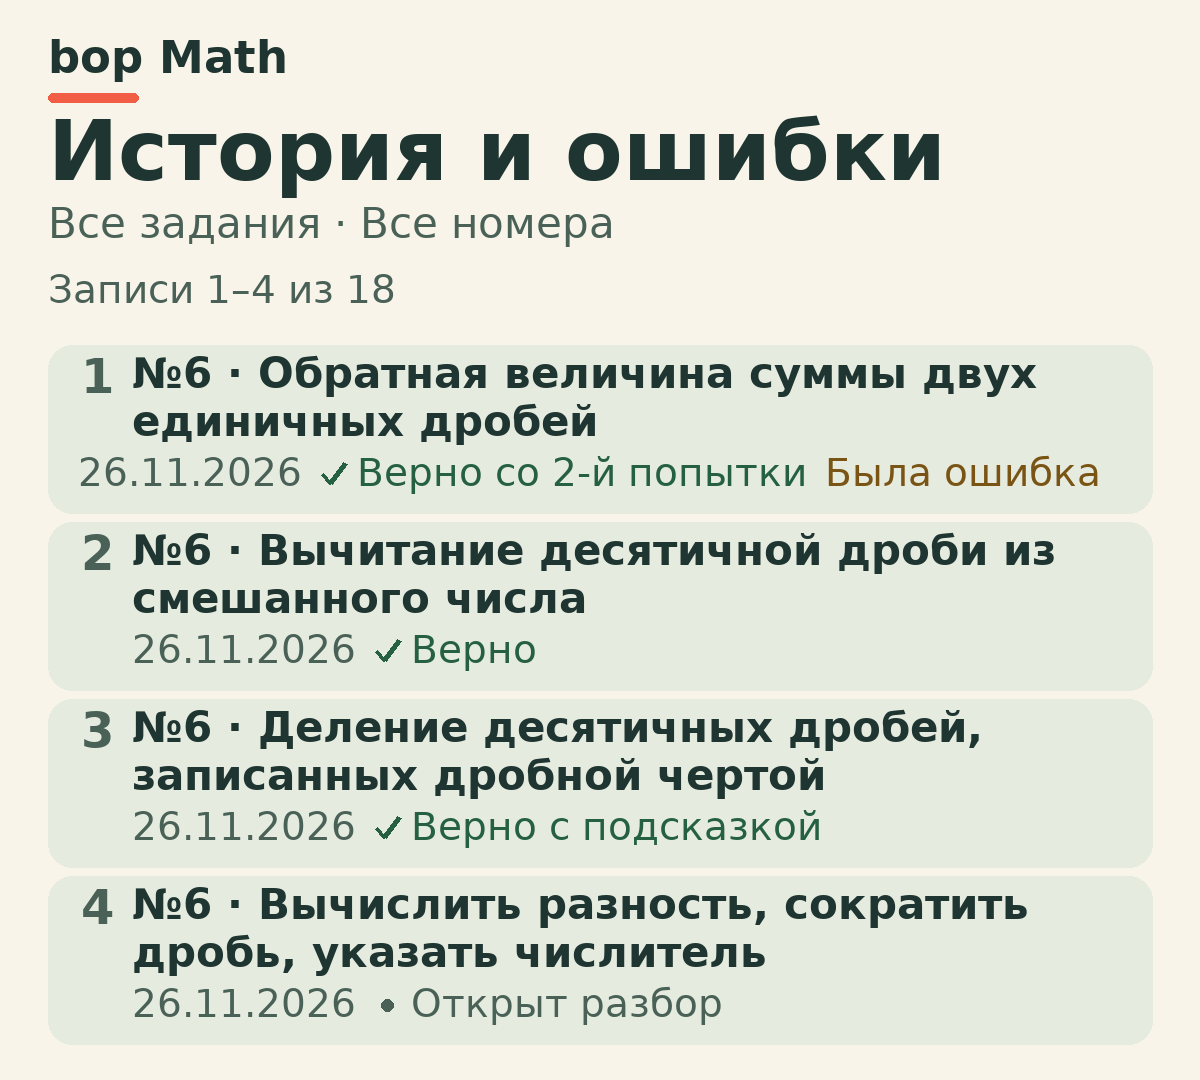 bop Math
История и ошибки
Все задания · Все номера
Записи 1–4 из 18
1 №6 · Обратная величина суммы двух
единичных дробей
26.11.2026 ✓ Верно со 2-й попытки Была ошибка
2 №6 · Вычитание десятичной дроби из
смешанного числа
26.11.2026 ✓ Верно
3 №6 · Деление десятичных дробей,
записанных дробной чертой
26.11.2026 ✓ Верно с подсказкой
4 №6 · Вычислить разность, сократить
дробь, указать числитель
26.11.2026 • Открыт разбор